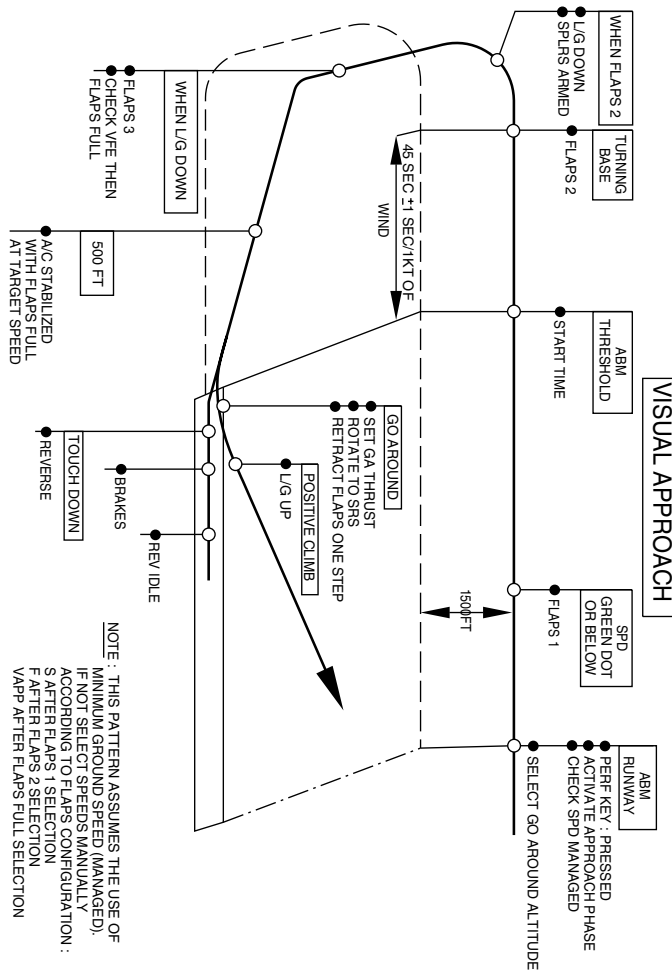 VISUAL APPROACH
WHEN FLAPS 2
L/G DOWN
SPLRS ARMED
TURNING
BASE
FLAPS 2
ABM
THRESHOLD
START TIME
SPD
GREEN DOT
OR BELOW
FLAPS 1
ABM
RUNWAY
PERF KEY : PRESSED
ACTIVATE APPROACH PHASE
CHECK SPD MANAGED
SELECT GO AROUND ALTITUDE
45 SEC ±1 SEC/1KT OF
WIND
1500FT
WHEN L/G DOWN
FLAPS 3
CHECK VFE THEN
FLAPS FULL
500 FT
A/C STABILIZED
WITH FLAPS FULL
AT TARGET SPEED
GO AROUND
SET GA THRUST
ROTATE TO SRS
RETRACT FLAPS ONE STEP
POSITIVE CLIMB
L/G UP
TOUCH DOWN
REVERSE
BRAKES
REV IDLE
NOTE : THIS PATTERN ASSUMES THE USE OF
MINIMUM GROUND SPEED (MANAGED).
IF NOT SELECT SPEEDS MANUALLY
ACCORDING TO FLAPS CONFIGURATION :
S AFTER FLAPS 1 SELECTION
F AFTER FLAPS 2 SELECTION
VAPP AFTER FLAPS FULL SELECTION